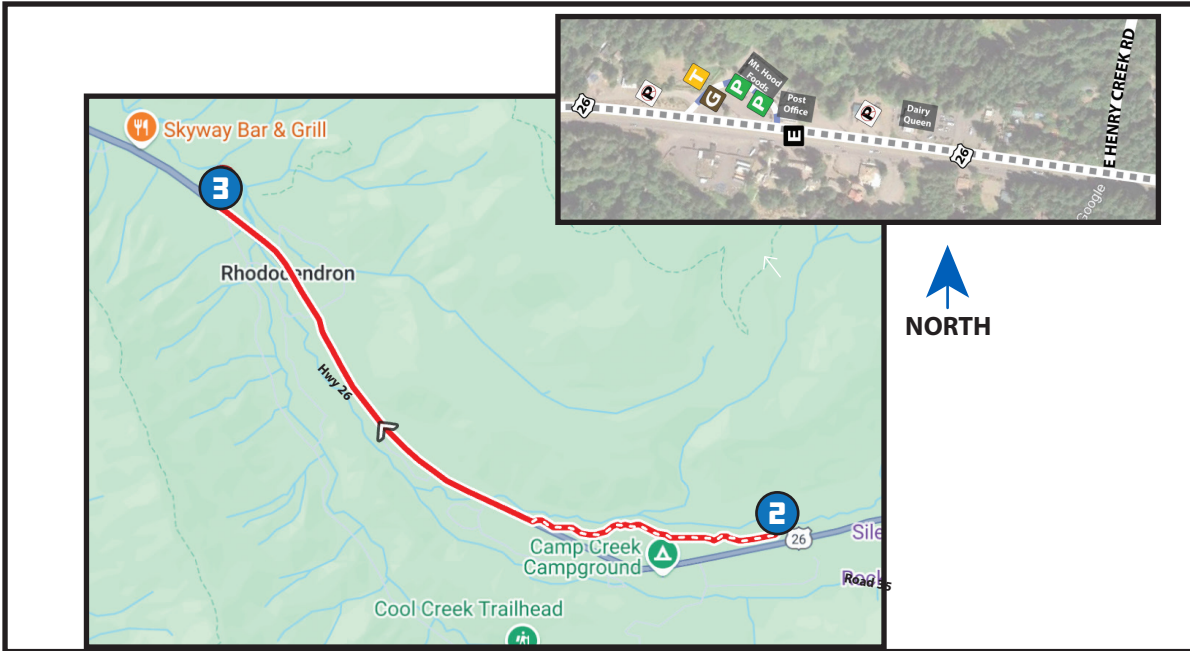 Skyway Bar & Grill
3
Rhododendron
Hwy 26
2
26
Camp Creek
Campground
Sile
Road 35
Cool Creek Trailhead
26
P
T
G
P
P
Mt. Hood
Foods
Post
Office
E
P
Dairy
Queen
26
E HENRY CREEK RD
Google
NORTH